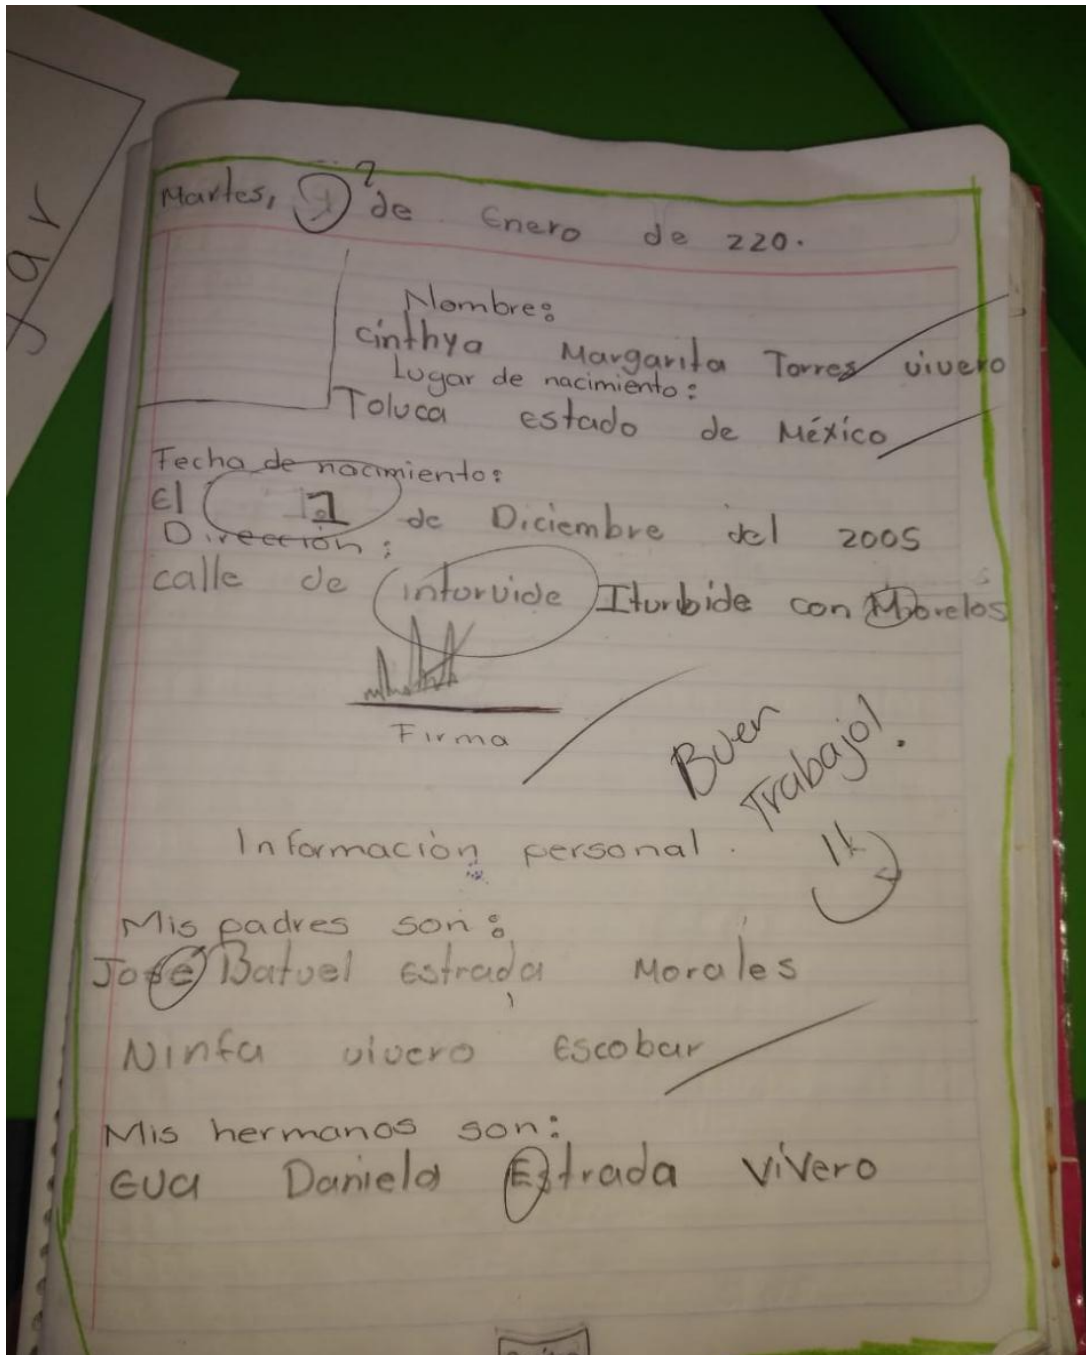 Martes, de Enero de 220.
Nombre:
Cinthya Margarita Torres vivero
Lugar de nacimiento:
Toluca estado de México
Fecha de nacimiento:
El 1 de Diciembre del 2005
Dirección:
calle de intorvide Iturbide con Morelos
Firma
Buen
Trabajo!
Información personal.
Mis padres son:
José Batuel Estrada Morales
Ninfa vivero Escobar
Mis hermanos son:
Eva Daniela Estrada Vivero